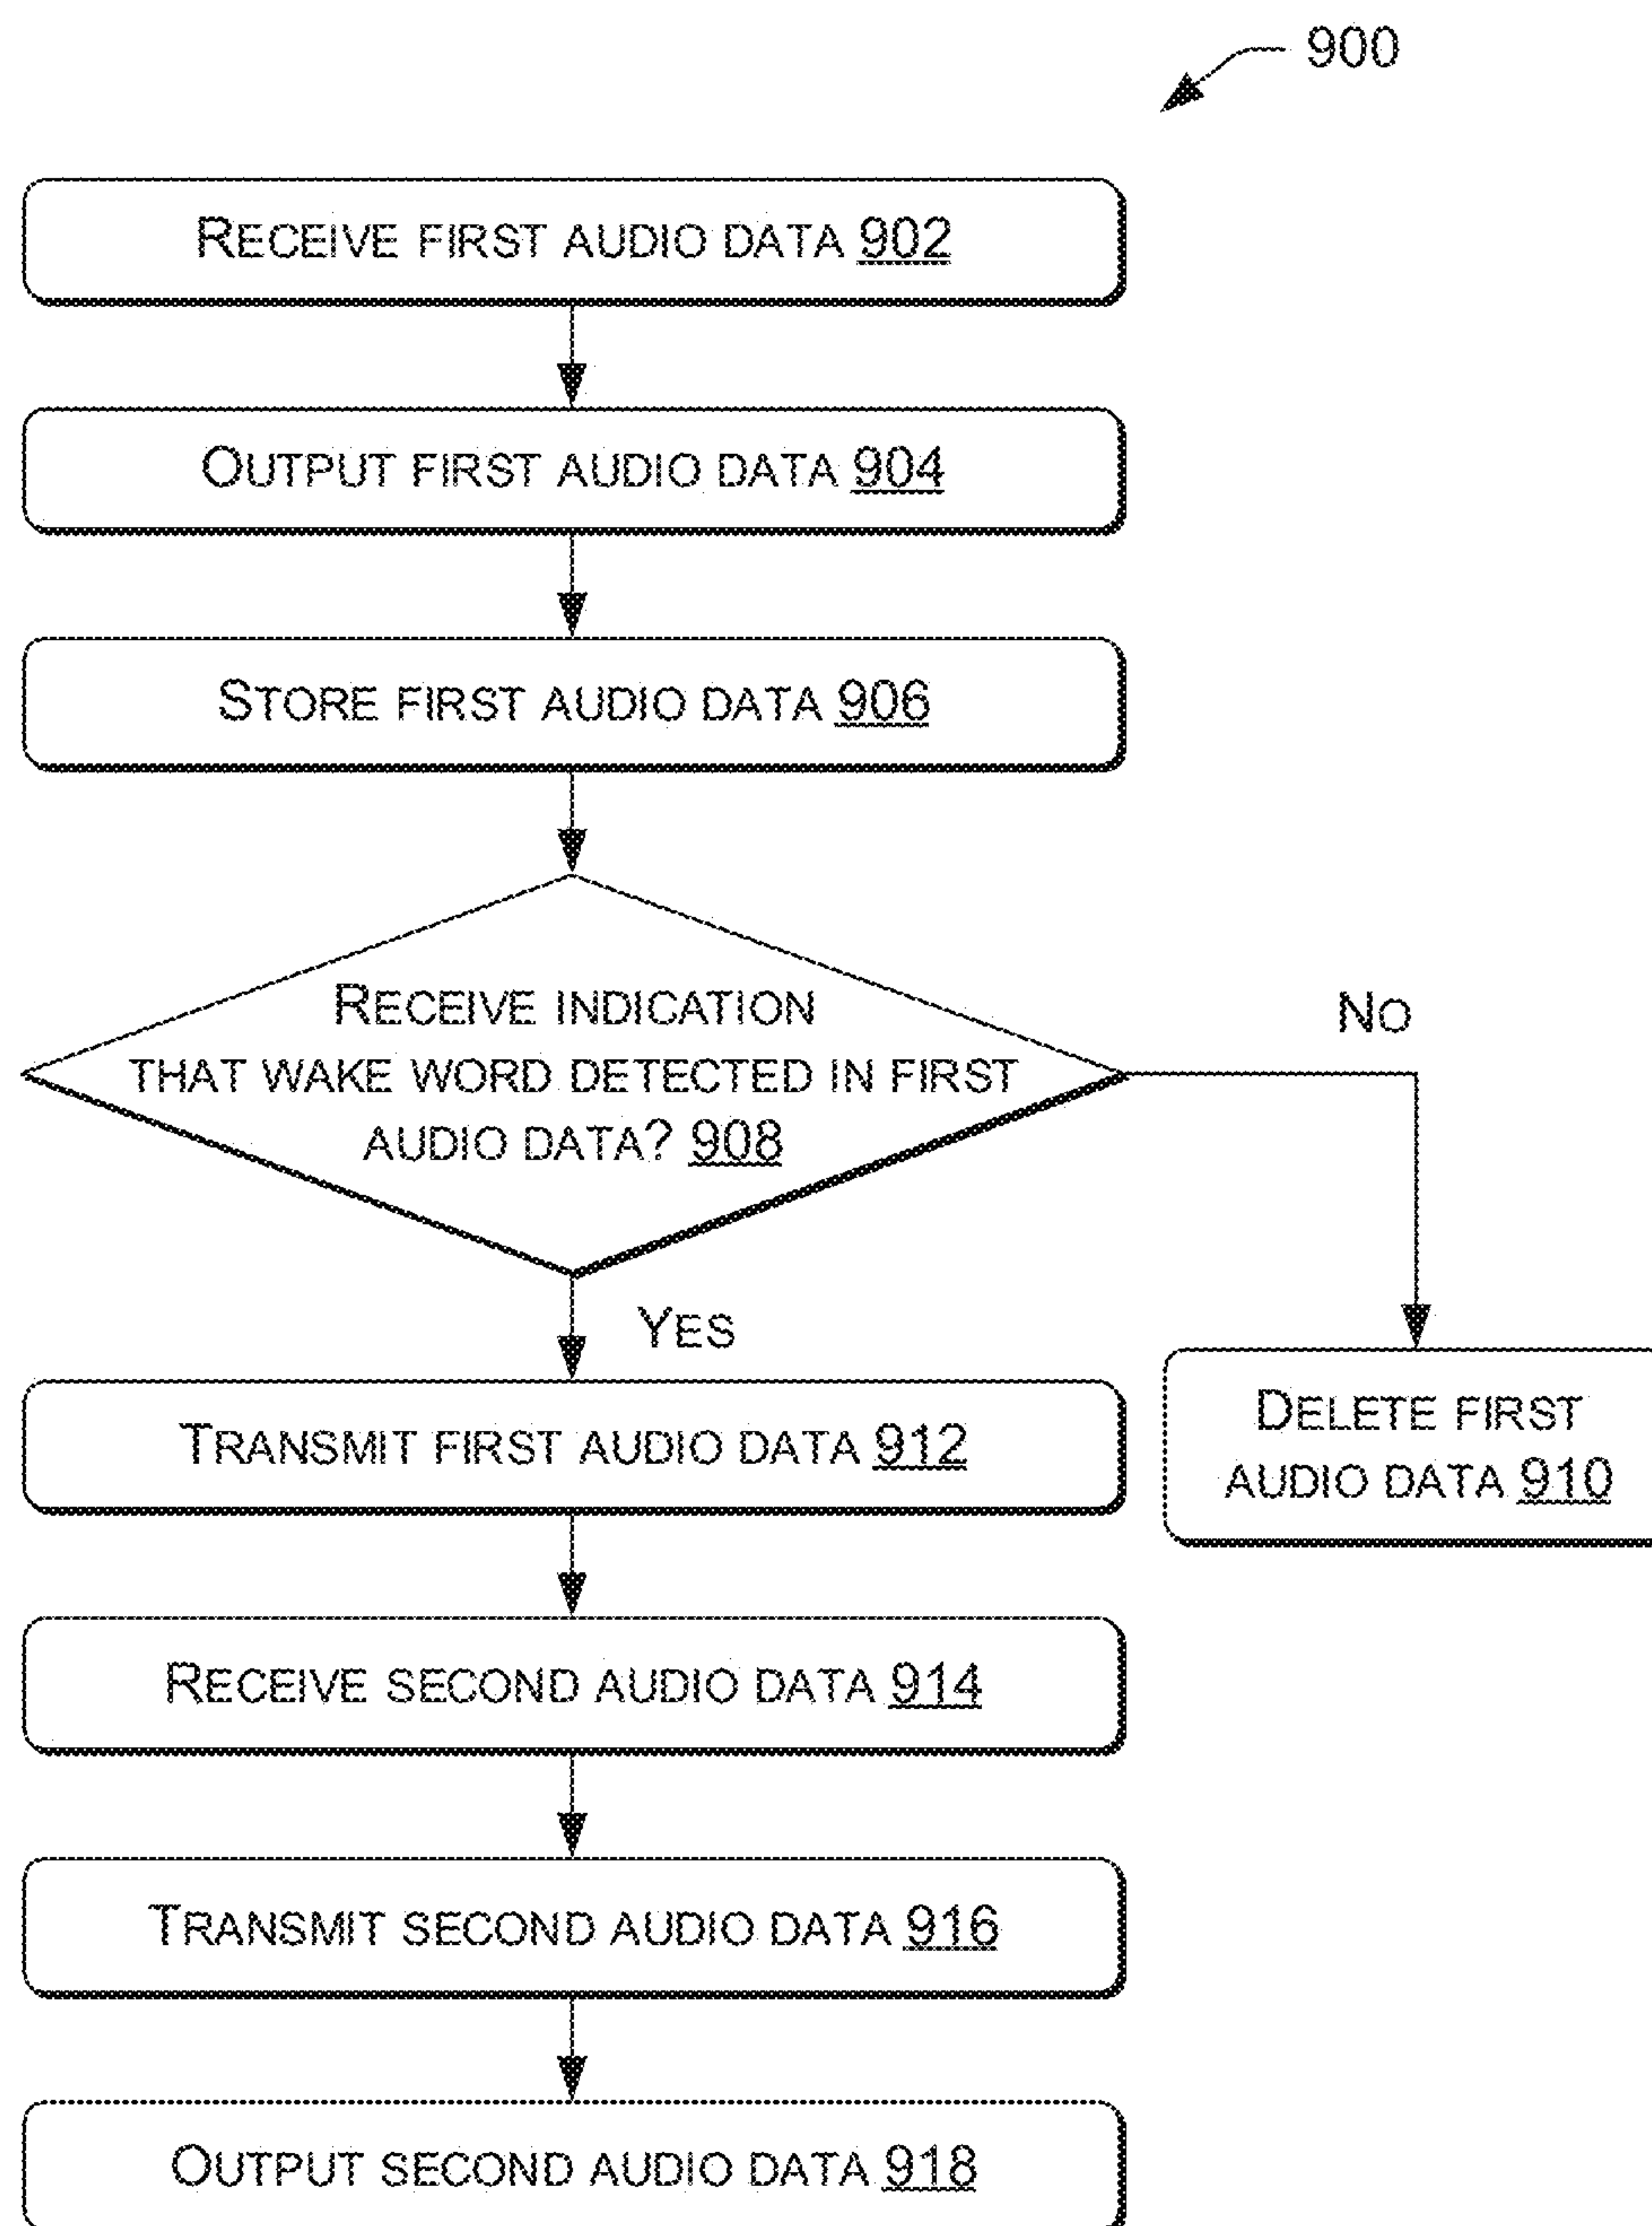 900
RECEIVE FIRST AUDIO DATA 902
OUTPUT FIRST AUDIO DATA 904
STORE FIRST AUDIO DATA 906
RECEIVE INDICATION
THAT WAKE WORD DETECTED IN FIRST
AUDIO DATA? 908
NO
YES
TRANSMIT FIRST AUDIO DATA 912
DELETE FIRST
AUDIO DATA 910
RECEIVE SECOND AUDIO DATA 914
TRANSMIT SECOND AUDIO DATA 916
OUTPUT SECOND AUDIO DATA 918